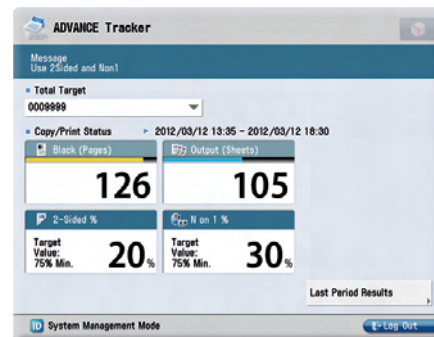 ADVANCE Tracker
Message
Use 2Sided and Non1
Total Target
0009999
Copy/Print Status 2012/03/12 13:35 - 2012/03/12 18:30
Black (Pages) Output (Sheets)
126 105
2-Sided % N on 1 %
Target
Value:
75% Min. 20% Target
Value:
75% Min. 30%
Last Period Results
ID System Management Mode Log Out